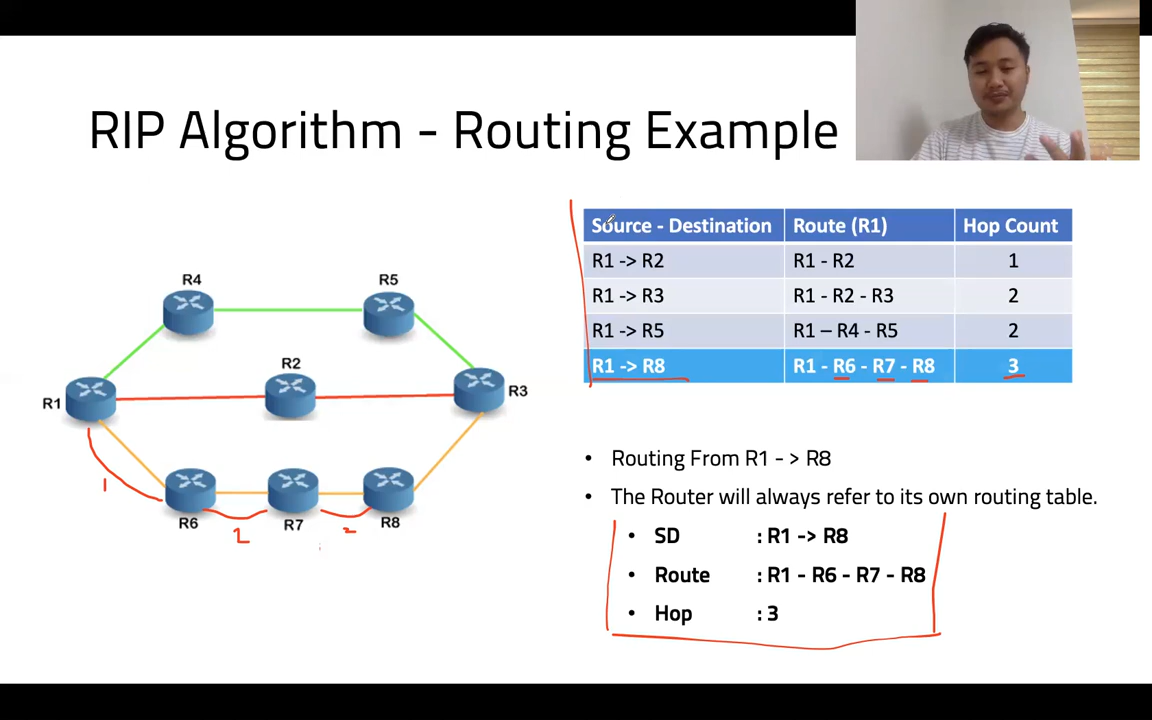 RIP Algorithm - Routing Example
R4
R5
R2
R1
R3
R6
R7
R8
1
2
2
Source - Destination Route (R1) Hop Count
R1 -> R2 R1 - R2 1
R1 -> R3 R1 - R2 - R3 2
R1 -> R5 R1 – R4 - R5 2
R1 -> R8 R1 - R6 - R7 - R8 3
• Routing From R1 - > R8
• The Router will always refer to its own routing table.
• SD : R1 -> R8
• Route : R1 - R6 - R7 - R8
• Hop : 3